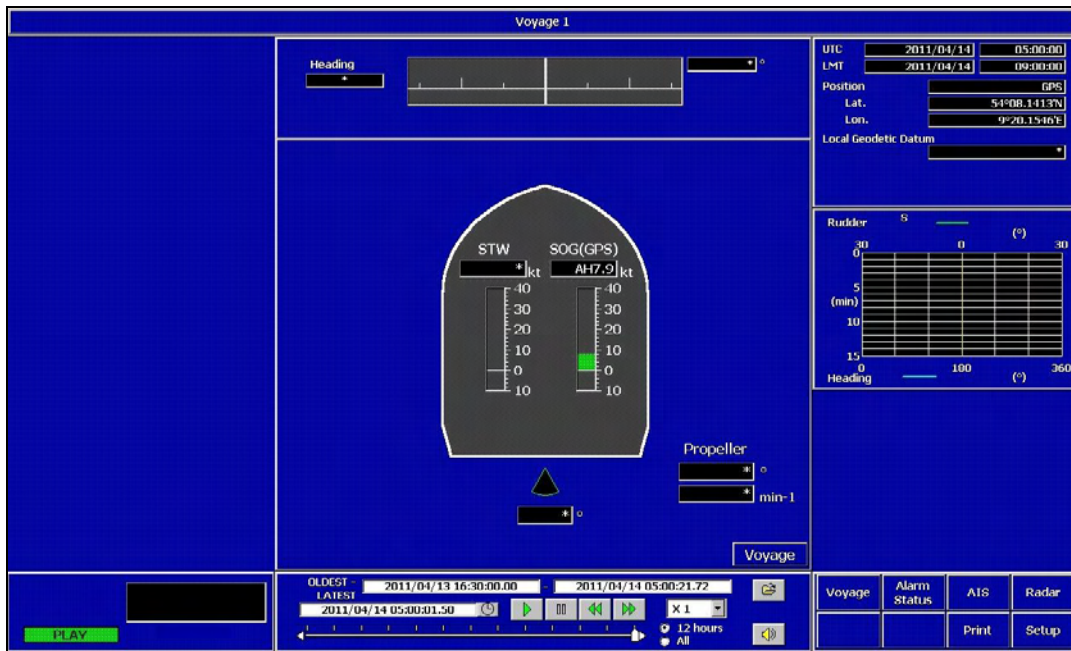 Voyage 1
Heading
*
* °
UTC 2011/04/14 05:00:00
LMT 2011/04/14 09:00:00
Position GPS
Lat. 54°08.1413'N
Lon. 9°20.1546'E
Local Geodetic Datum
*
STW SOG(GPS)
* kt AH7.9 kt
40 40
30 30
20 20
10 10
0 0
10 10
Propeller
* °
* min-1
* °
Voyage
Rudder S
(°)
30 0 30
0
5
(min)
10
15
0 180 360
Heading (°)
PLAY
OLDEST - LATEST 2011/04/13 16:30:00.00 - 2011/04/14 05:00:21.72
2011/04/14 05:00:01.50
X 1
12 hours
All
Voyage Alarm Status AIS Radar
Print Setup